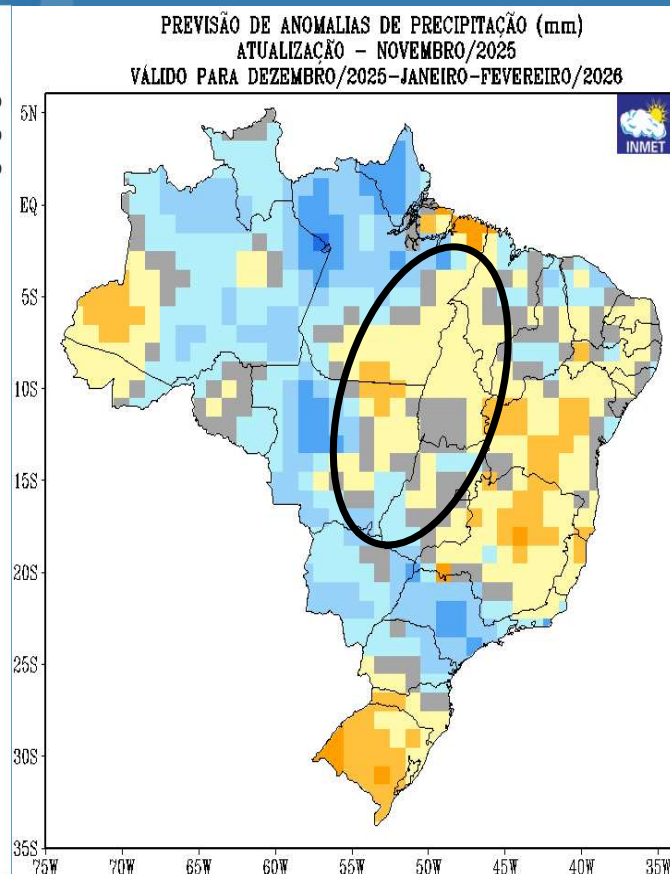 PREVISÃO DE ANOMALIAS DE PRECIPITAÇÃO (mm)
ATUALIZAÇÃO - NOVEMBRO/2025
VÁLIDO PARA DEZEMBRO/2025-JANEIRO-FEVEREIRO/2026
INMET
5N
EQ
5S
10S
15S
20S
25S
30S
35S
75W 70W 65W 60W 55W 50W 45W 40W 35W